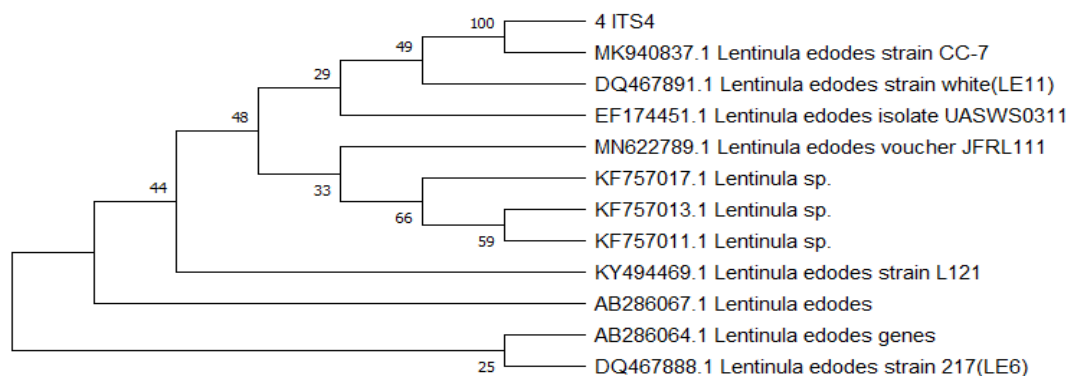 100
4 ITS4
49
MK940837.1 Lentinula edodes strain CC-7
29
DQ467891.1 Lentinula edodes strain white(LE11)
48
EF174451.1 Lentinula edodes isolate UASWS0311
MN622789.1 Lentinula edodes voucher JFRL111
44
33
KF757017.1 Lentinula sp.
66
KF757013.1 Lentinula sp.
59
KF757011.1 Lentinula sp.
KY494469.1 Lentinula edodes strain L121
AB286067.1 Lentinula edodes
AB286064.1 Lentinula edodes genes
25
DQ467888.1 Lentinula edodes strain 217(LE6)